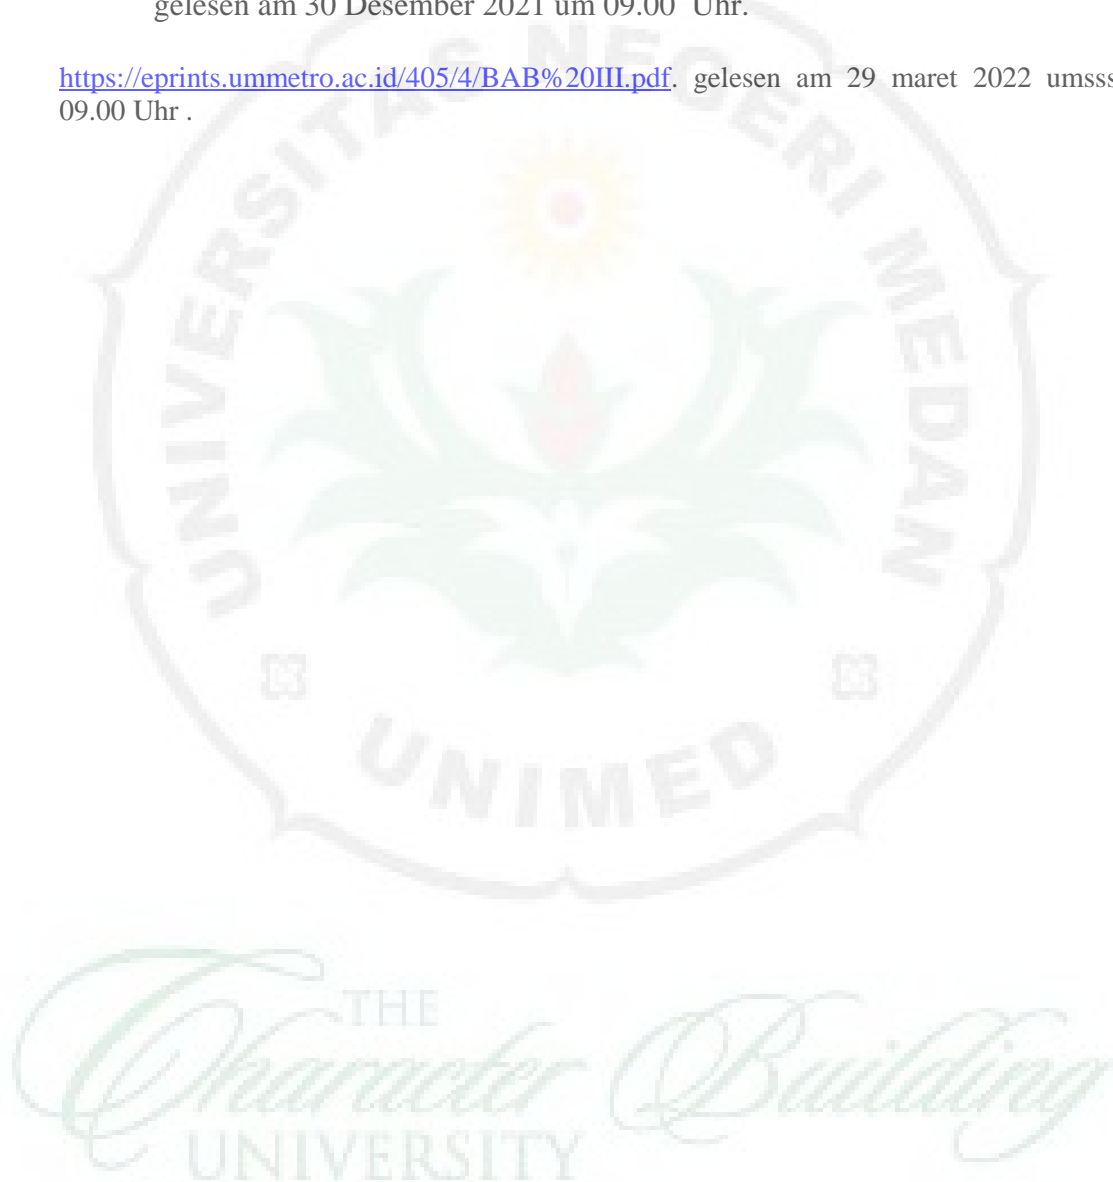 gelesen am 30 Desember 2021 um 09.00 Uhr.
https://eprints.ummetro.ac.id/405/4/BAB%20III.pdf. gelesen am 29 maret 2022 umsss
09.00 Uhr .
UNIVERSITAS NEGERI MEDAN
UNIMED
THE
Character Building
UNIVERSITY